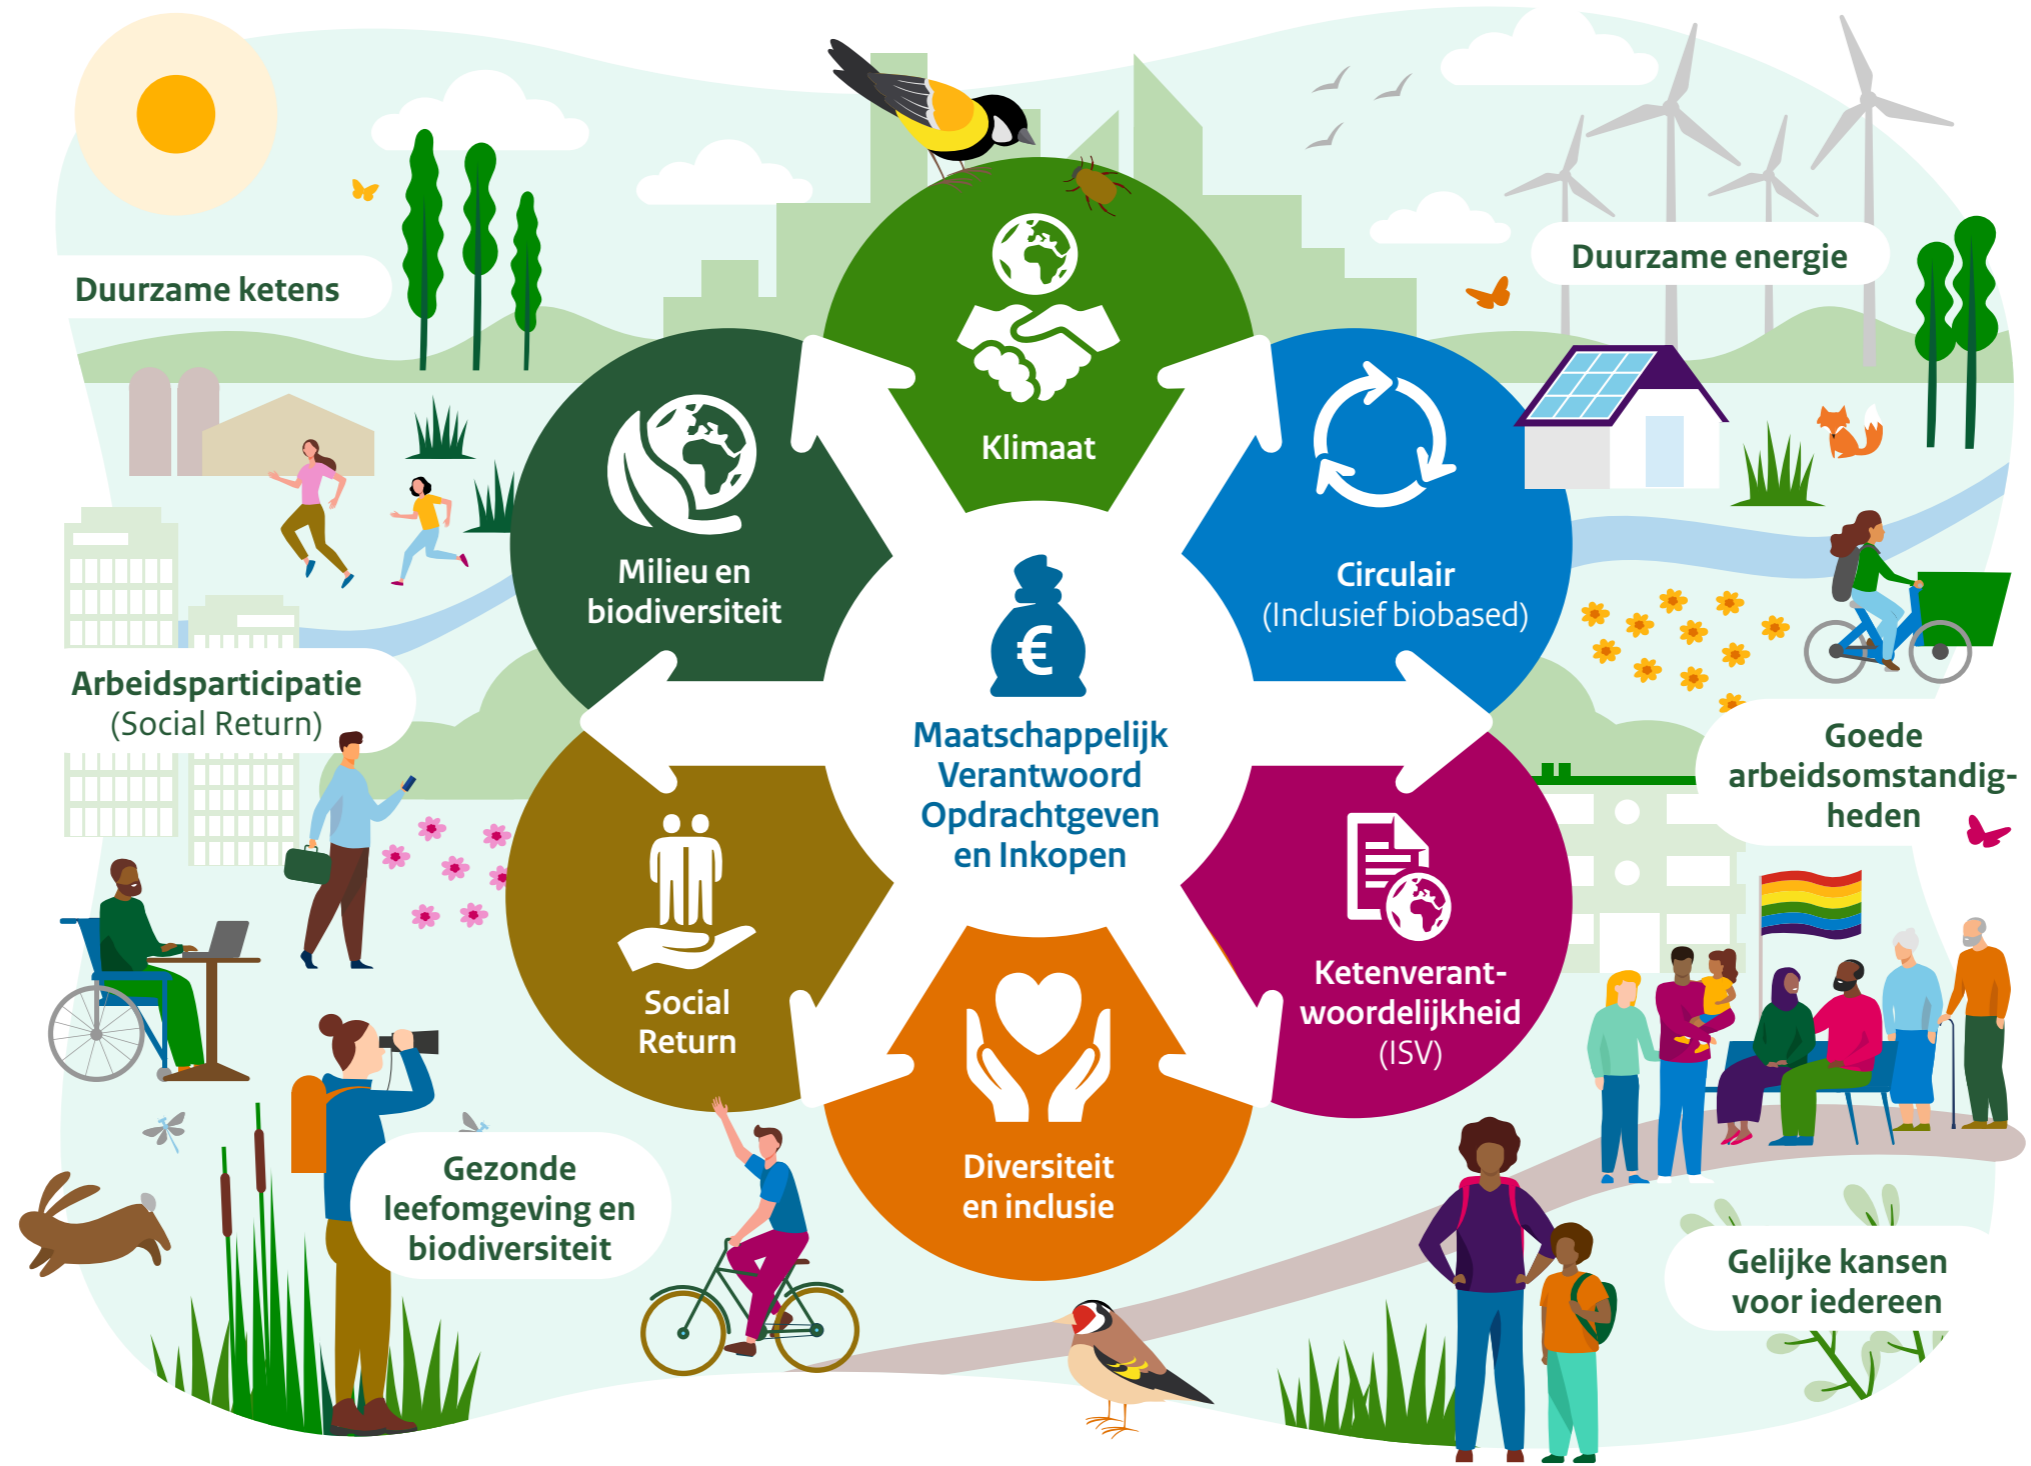 Duurzame ketens
Duurzame energie
Klimaat
Milieu en
biodiversiteit
Circulair
(Inclusief biobased)
€
Maatschappelijk
Verantwoord
Opdrachtgeven
en Inkopen
Arbeidsparticipatie
(Social Return)
Goede
arbeidsomstandig-
heden
Social
Return
Ketenverant-
woordelijkheid
(ISV)
Diversiteit
en inclusie
Gezonde
leefomgeving en
biodiversiteit
Gelijke kansen
voor iedereen